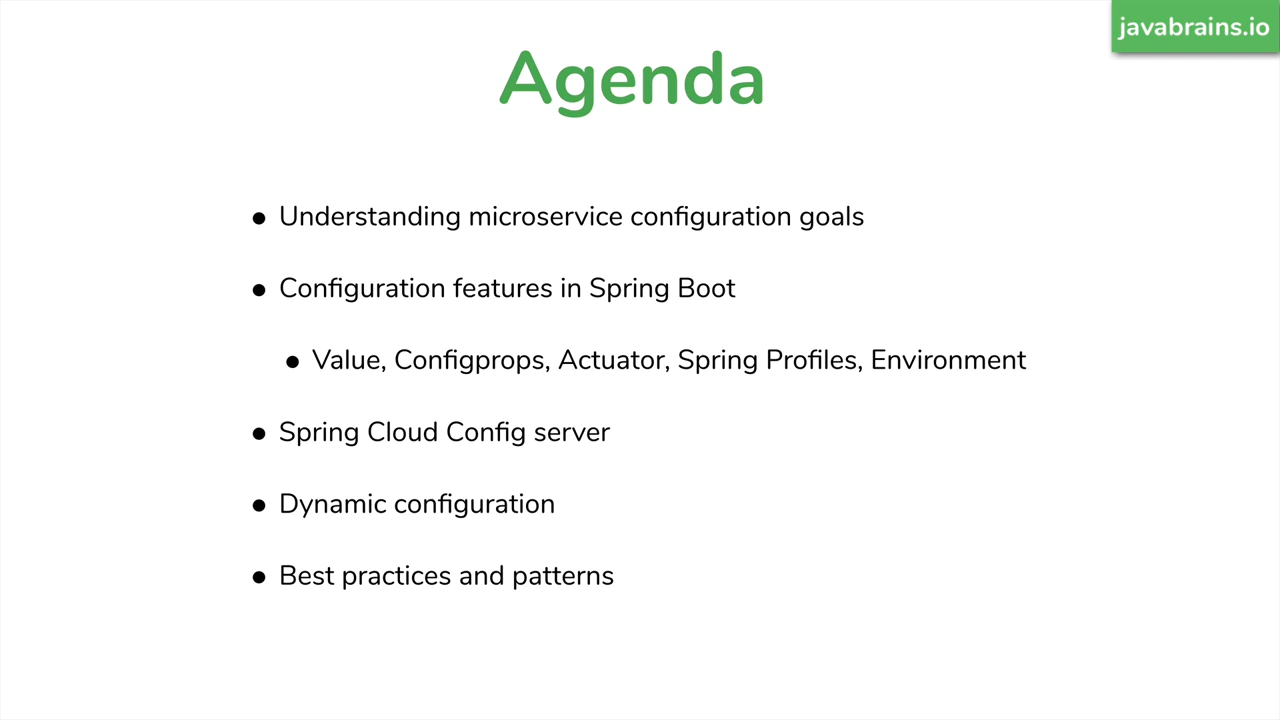 javabrains.io
Agenda
• Understanding microservice configuration goals
• Configuration features in Spring Boot
• Value, Configprops, Actuator, Spring Profiles, Environment
• Spring Cloud Config server
• Dynamic configuration
• Best practices and patterns